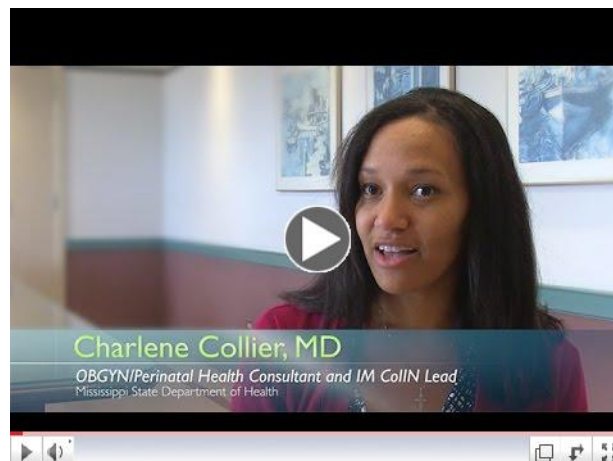 Charlene Collier, MD
OBGYN/Perinatal Health Consultant and IM CoIIN Lead
Mississippi State Department of Health